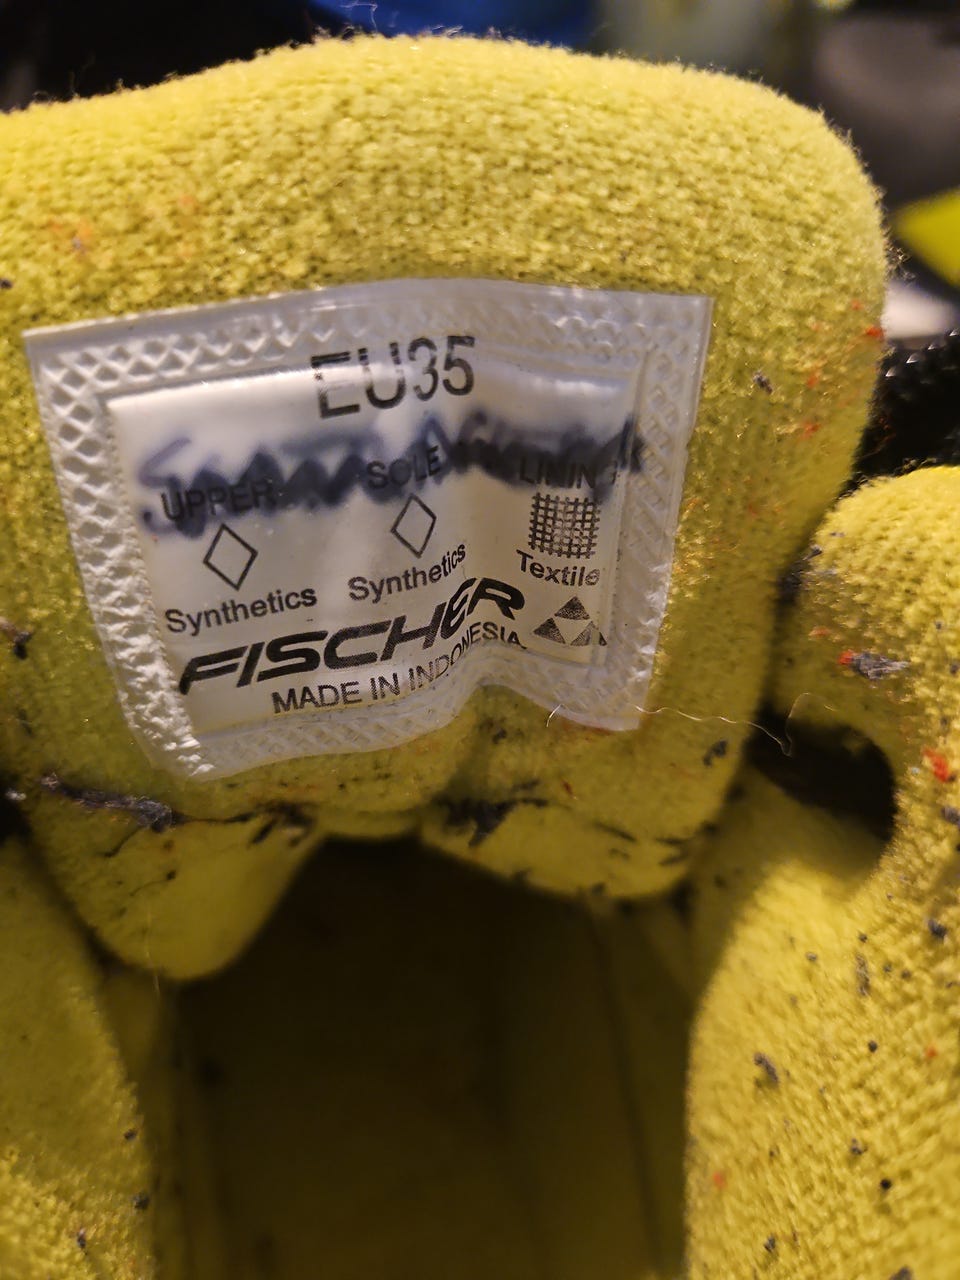 EU35
UPPER SOLE LINING
Synthetics Synthetics Textile
FISCHER
MADE IN INDONESIA